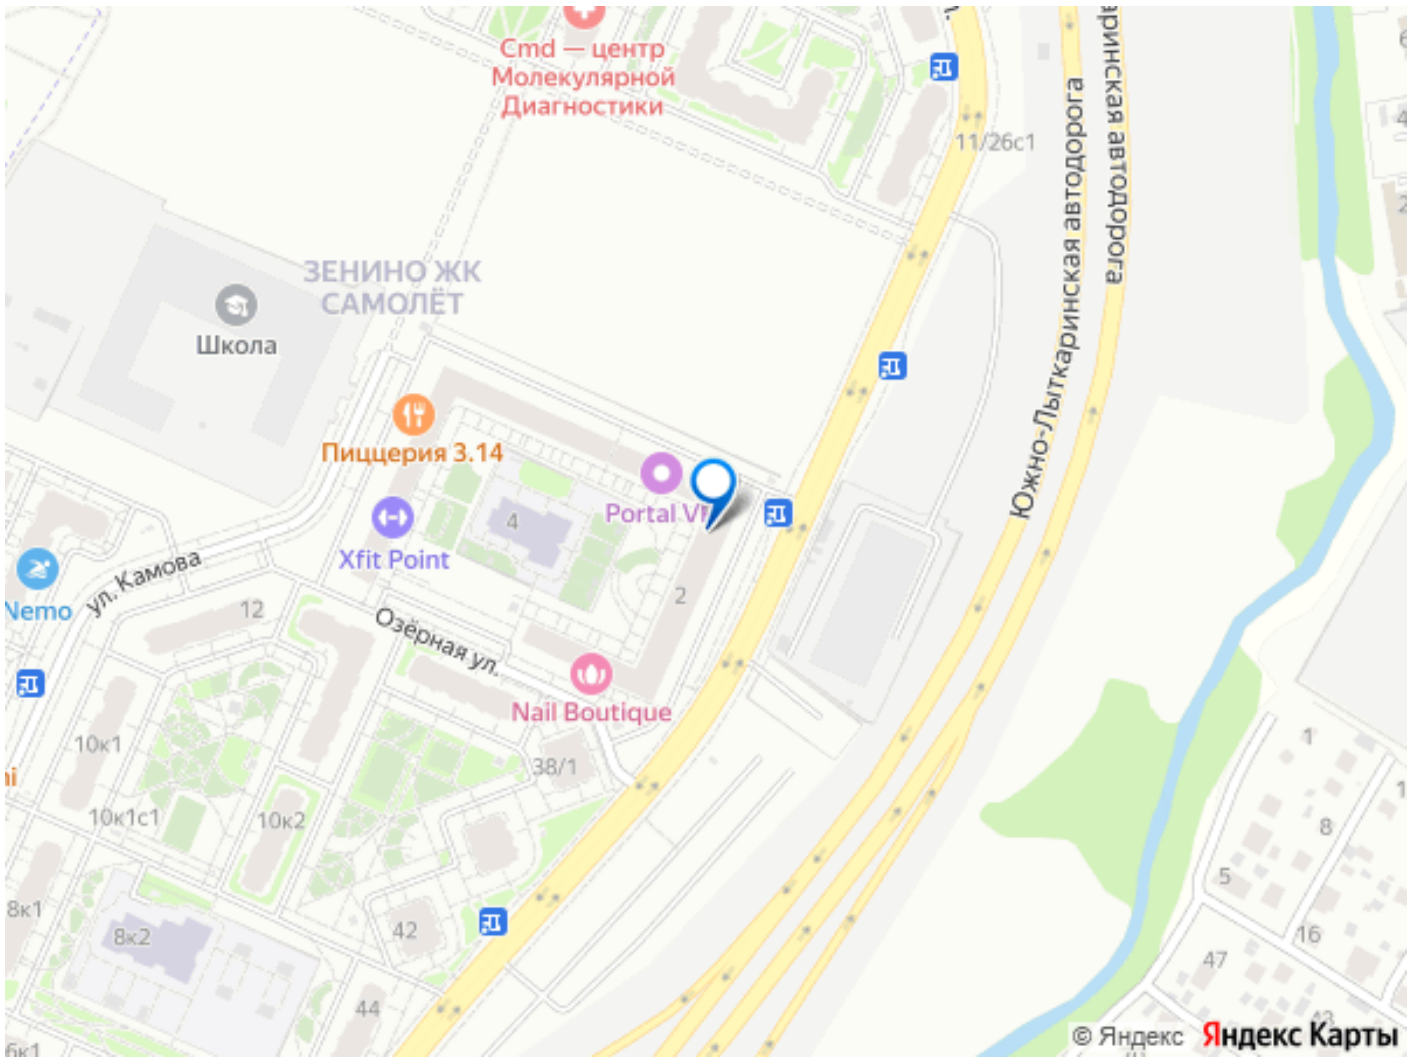 Cmd — центр
Молекулярной
Диагностики
11/26с1
Южно-Лыткаринская автодорога
аринская автодорога
ЗЕНИНО ЖК
САМОЛЁТ
Школа
Пиццерия 3.14
Portal V
4
Xfit Point
ул. Камова
Nemo
12
2
Озёрная ул.
Nail Boutique
10к1
38/1
1
10к1с1
10к2
8
5
8к1
42
8к2
16
47
44
43
6к1
© Яндекс
Яндекс Карты